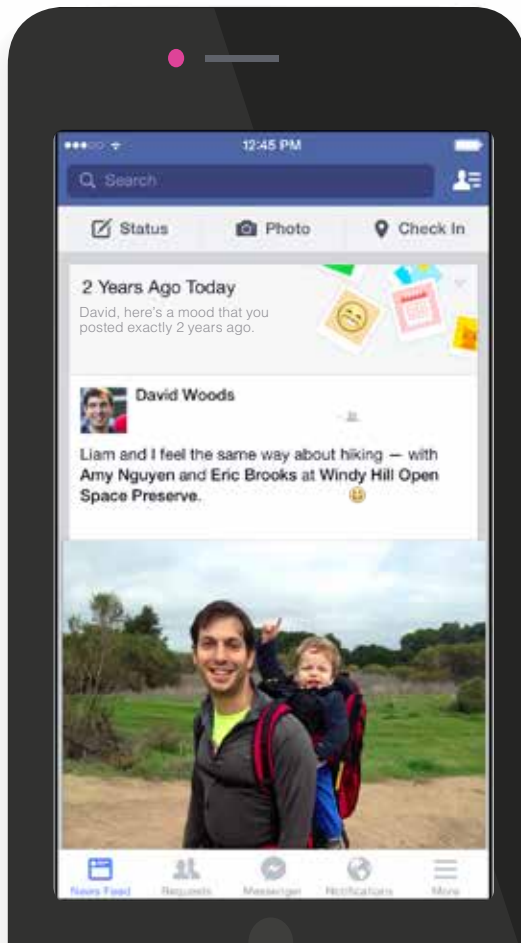 12:45 PM
Search
Status
Photo
Check In
2 Years Ago Today
David, here's a mood that you
posted exactly 2 years ago.
David Woods
Liam and I feel the same way about hiking — with
Amy Nguyen and Eric Brooks at Windy Hill Open
Space Preserve.
News Feed
Requests
Messenger
Notifications
More